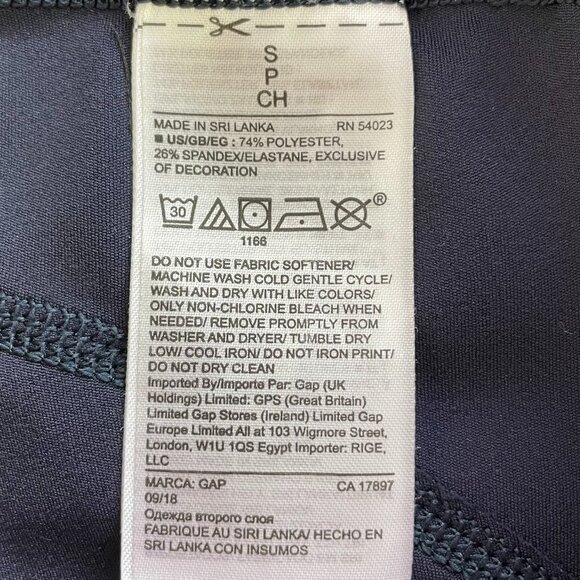 S
P
CH
MADE IN SRI LANKA RN 54023
■ US/GB/EG : 74% POLYESTER,
26% SPANDEX/ELASTANE, EXCLUSIVE
OF DECORATION
30 ®
1166
DO NOT USE FABRIC SOFTENER/
MACHINE WASH COLD GENTLE CYCLE/
WASH AND DRY WITH LIKE COLORS/
ONLY NON-CHLORINE BLEACH WHEN
NEEDED/ REMOVE PROMPTLY FROM
WASHER AND DRYER/ TUMBLE DRY
LOW/ COOL IRON/ DO NOT IRON PRINT/
DO NOT DRY CLEAN
Imported By/Importe Par: Gap (UK
Holdings) Limited: GPS (Great Britain)
Limited Gap Stores (Ireland) Limited Gap
Europe Limited All at 103 Wigmore Street,
London, W1U 1QS Egypt Importer: RIGE,
LLC
MARCA: GAP CA 17897
09/18
Одежда второго слоя
FABRIQUE AU SIRI LANKA/ HECHO EN
SRI LANKA CON INSUMOS